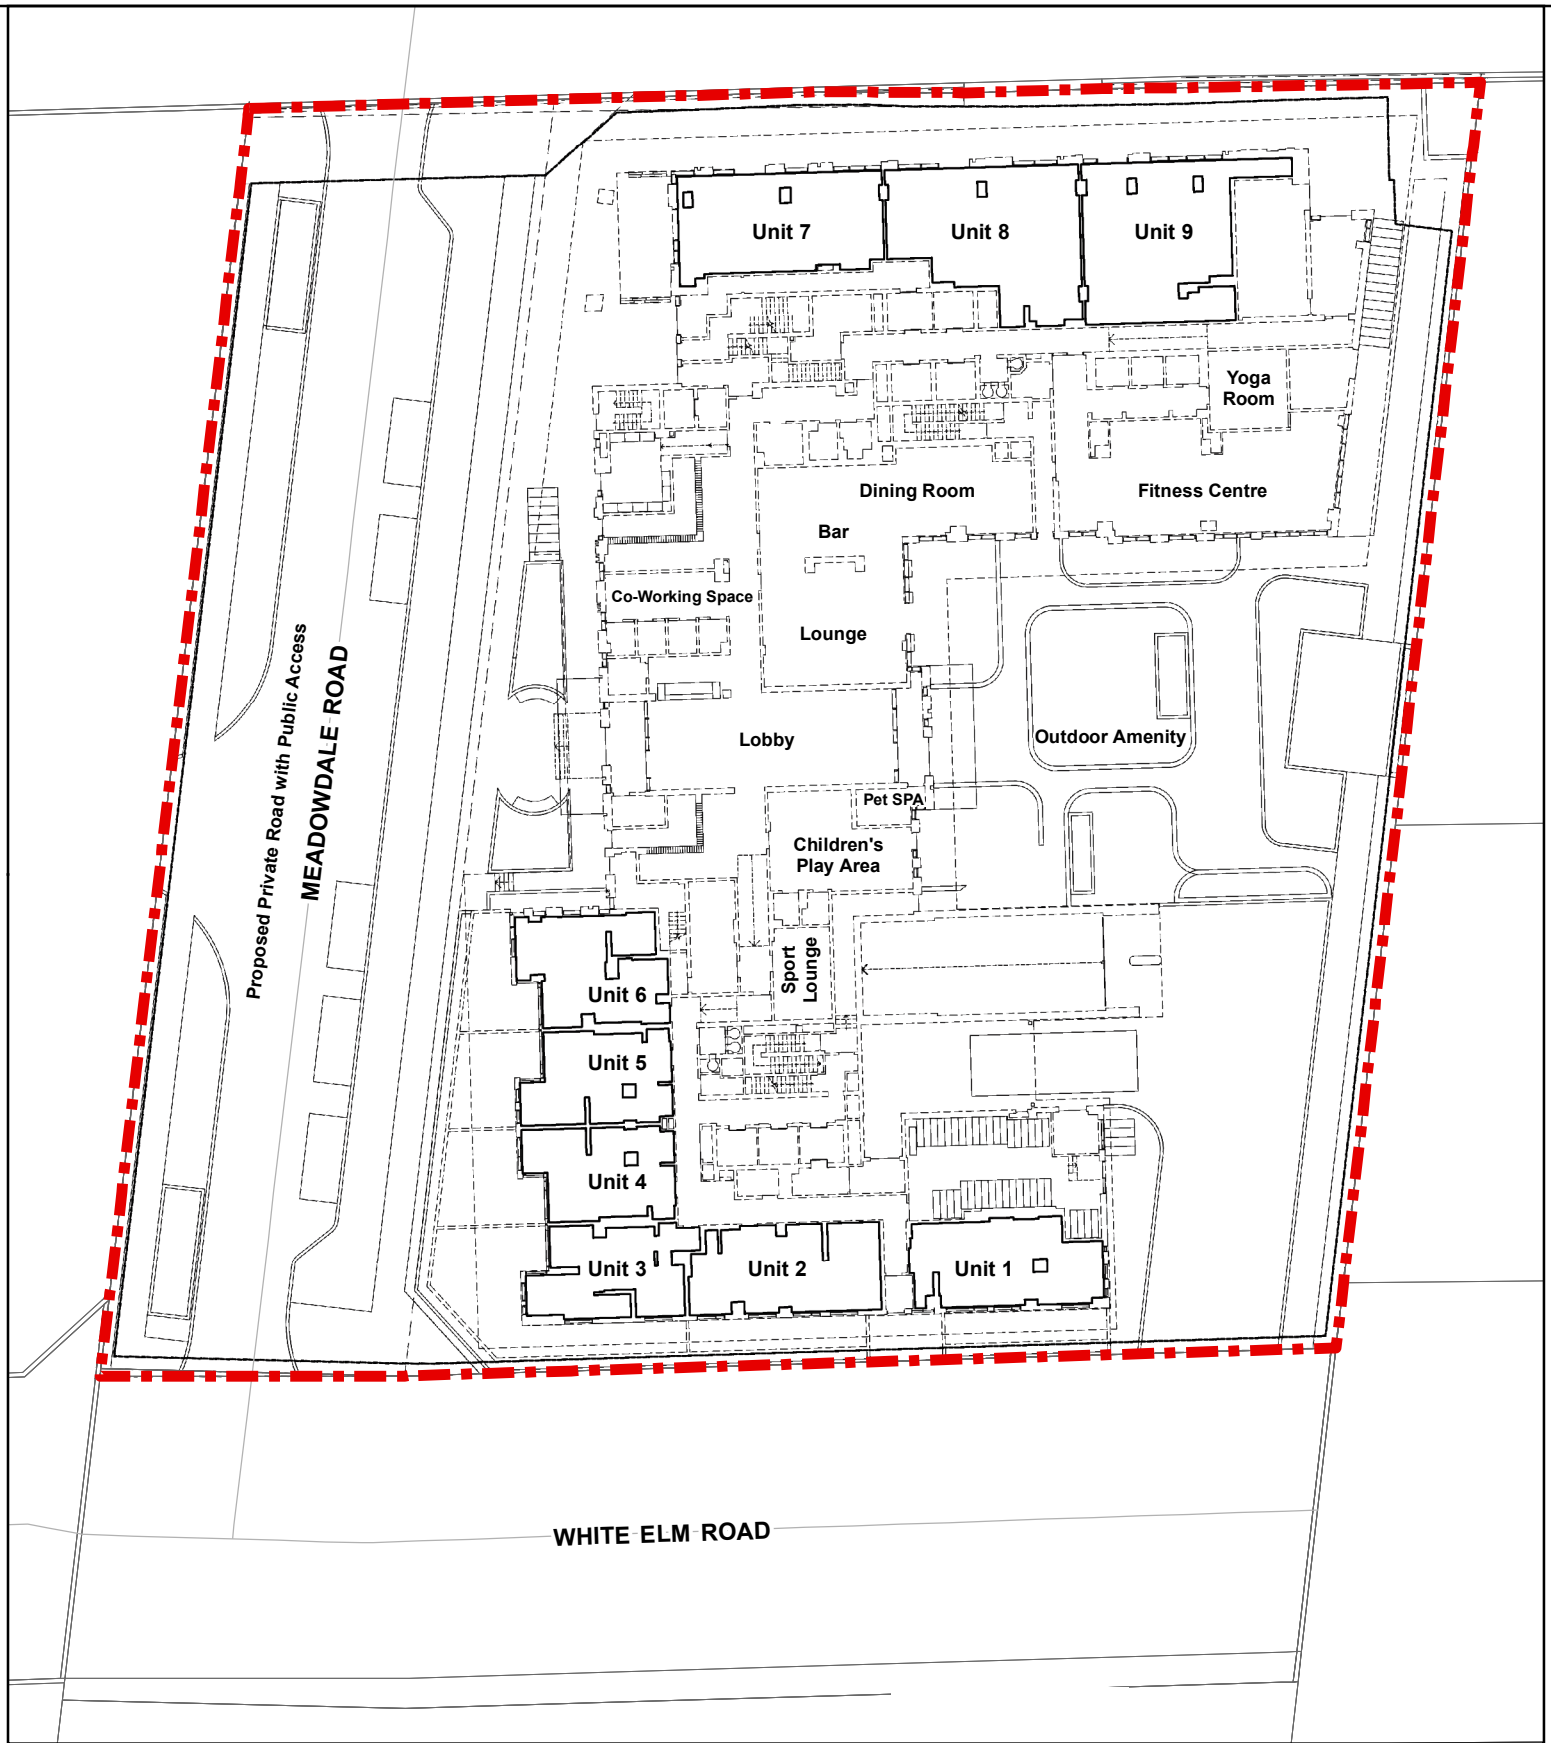 Unit 7
Unit 8
Unit 9
Yoga
Room
Dining Room
Fitness Centre
Bar
Co-Working Space
Lounge
Proposed Private Road with Public Access
MEADOWDALE ROAD
Lobby
Outdoor Amenity
Pet SPA
Children's
Play Area
Sport
Lounge
Unit 6
Unit 5
Unit 4
Unit 3
Unit 2
Unit 1
WHITE ELM ROAD